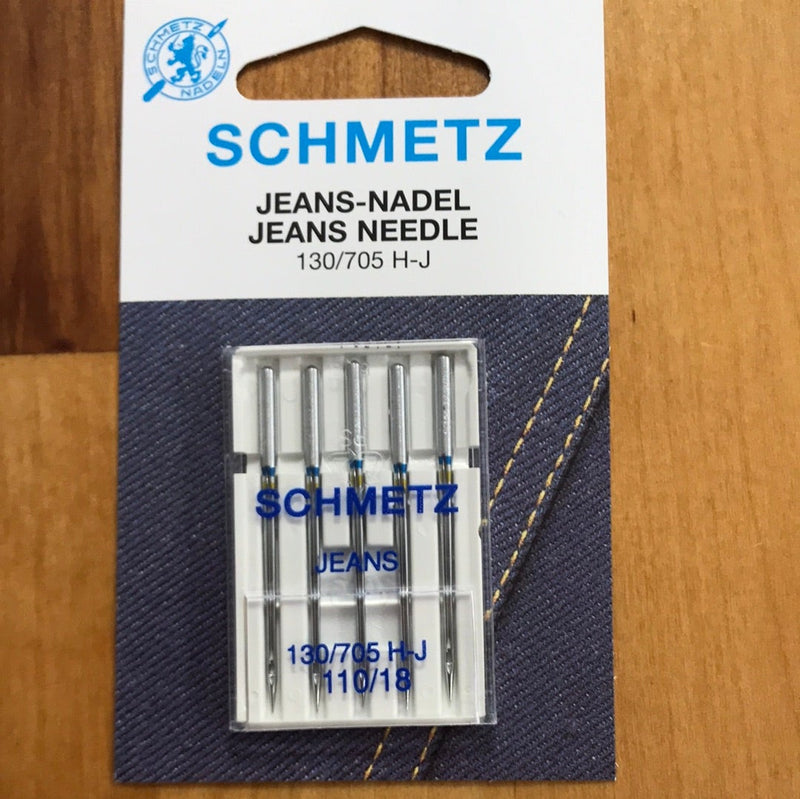 SCHMETZ
NADELN
SCHMETZ
JEANS-NADEL
JEANS NEEDLE
130/705 H-J
SCHMETZ
JEANS
130/705 H-J
110/18